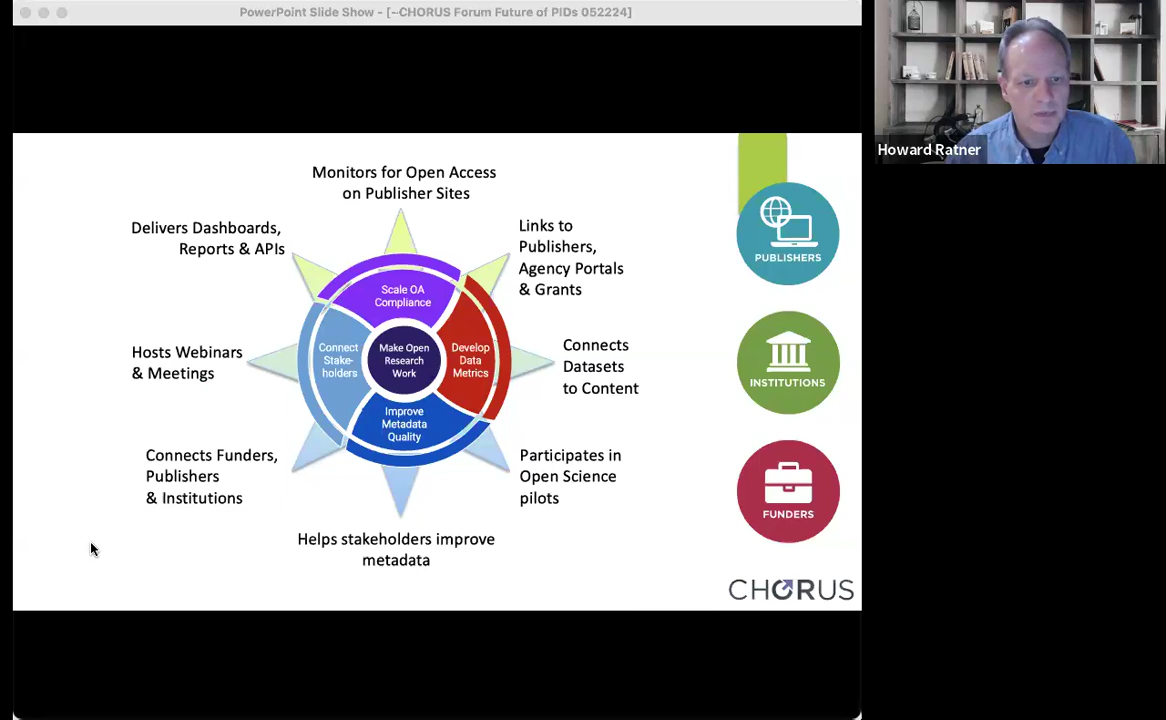 PowerPoint Slide Show - [~CHORUS Forum Future of PIDs 052224]
Howard Ratner
Monitors for Open Access
on Publisher Sites
Delivers Dashboards,
Reports & APIs
Links to
Publishers,
Agency Portals
& Grants
Hosts Webinars
& Meetings
Connects
Datasets
to Content
Connects Funders,
Publishers
& Institutions
Participates in
Open Science
pilots
Helps stakeholders improve
metadata
Scale OA
Compliance
Connect
Stake-
holders
Make Open
Research
Work
Develop
Data
Metrics
Improve
Metadata
Quality
PUBLISHERS
INSTITUTIONS
FUNDERS
CHORUS